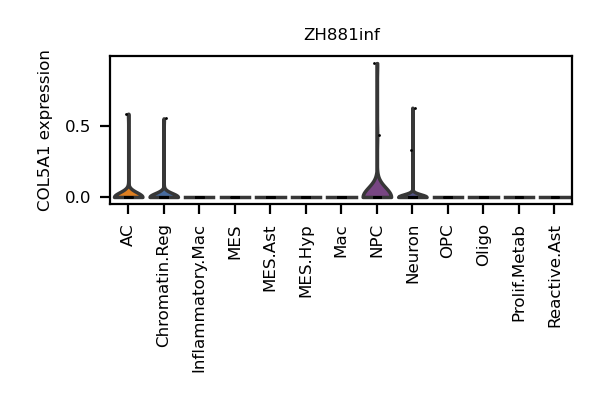 ZH881inf
COL5A1 expression
0.5
0.0
AC
Chromatin.Reg
Inflammatory.Mac
MES
MES.Ast
MES.Hyp
Mac
NPC
Neuron
OPC
Oligo
Prolif.Metab
Reactive.Ast